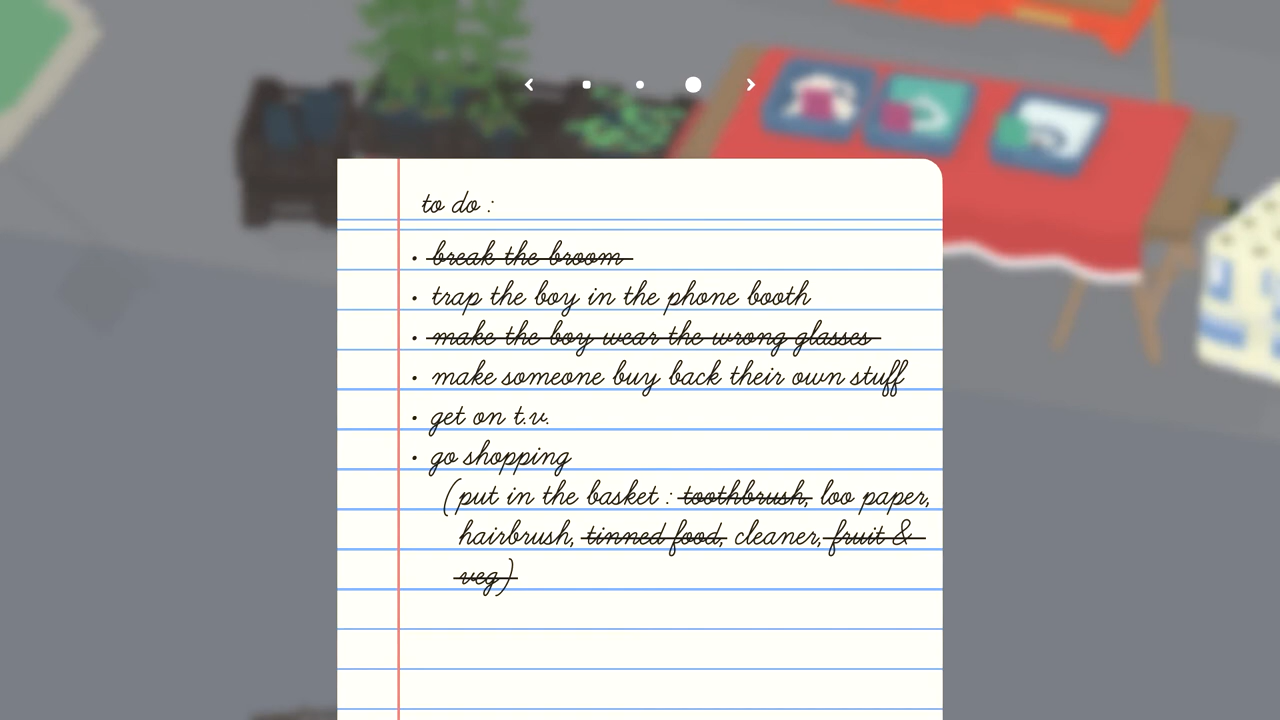 to do :
• break the broom
• trap the boy in the phone booth
• make the boy wear the wrong glasses
• make someone buy back their own stuff
• get on t.v.
• go shopping
(put in the basket : toothbrush, loo paper,
hairbrush, tinned food, cleaner, fruit &
veg)